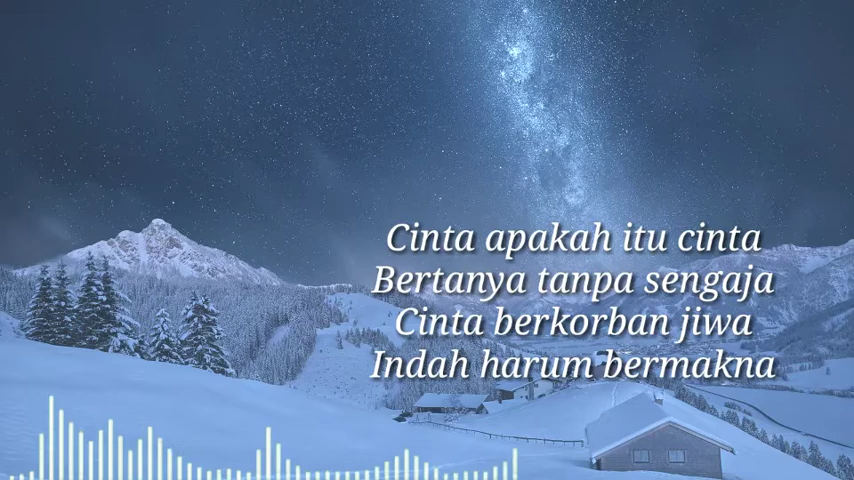 Cinta apakah itu cinta
Bertanya tanpa sengaja
Cinta berkorban jiwa
Indah harum bermakna